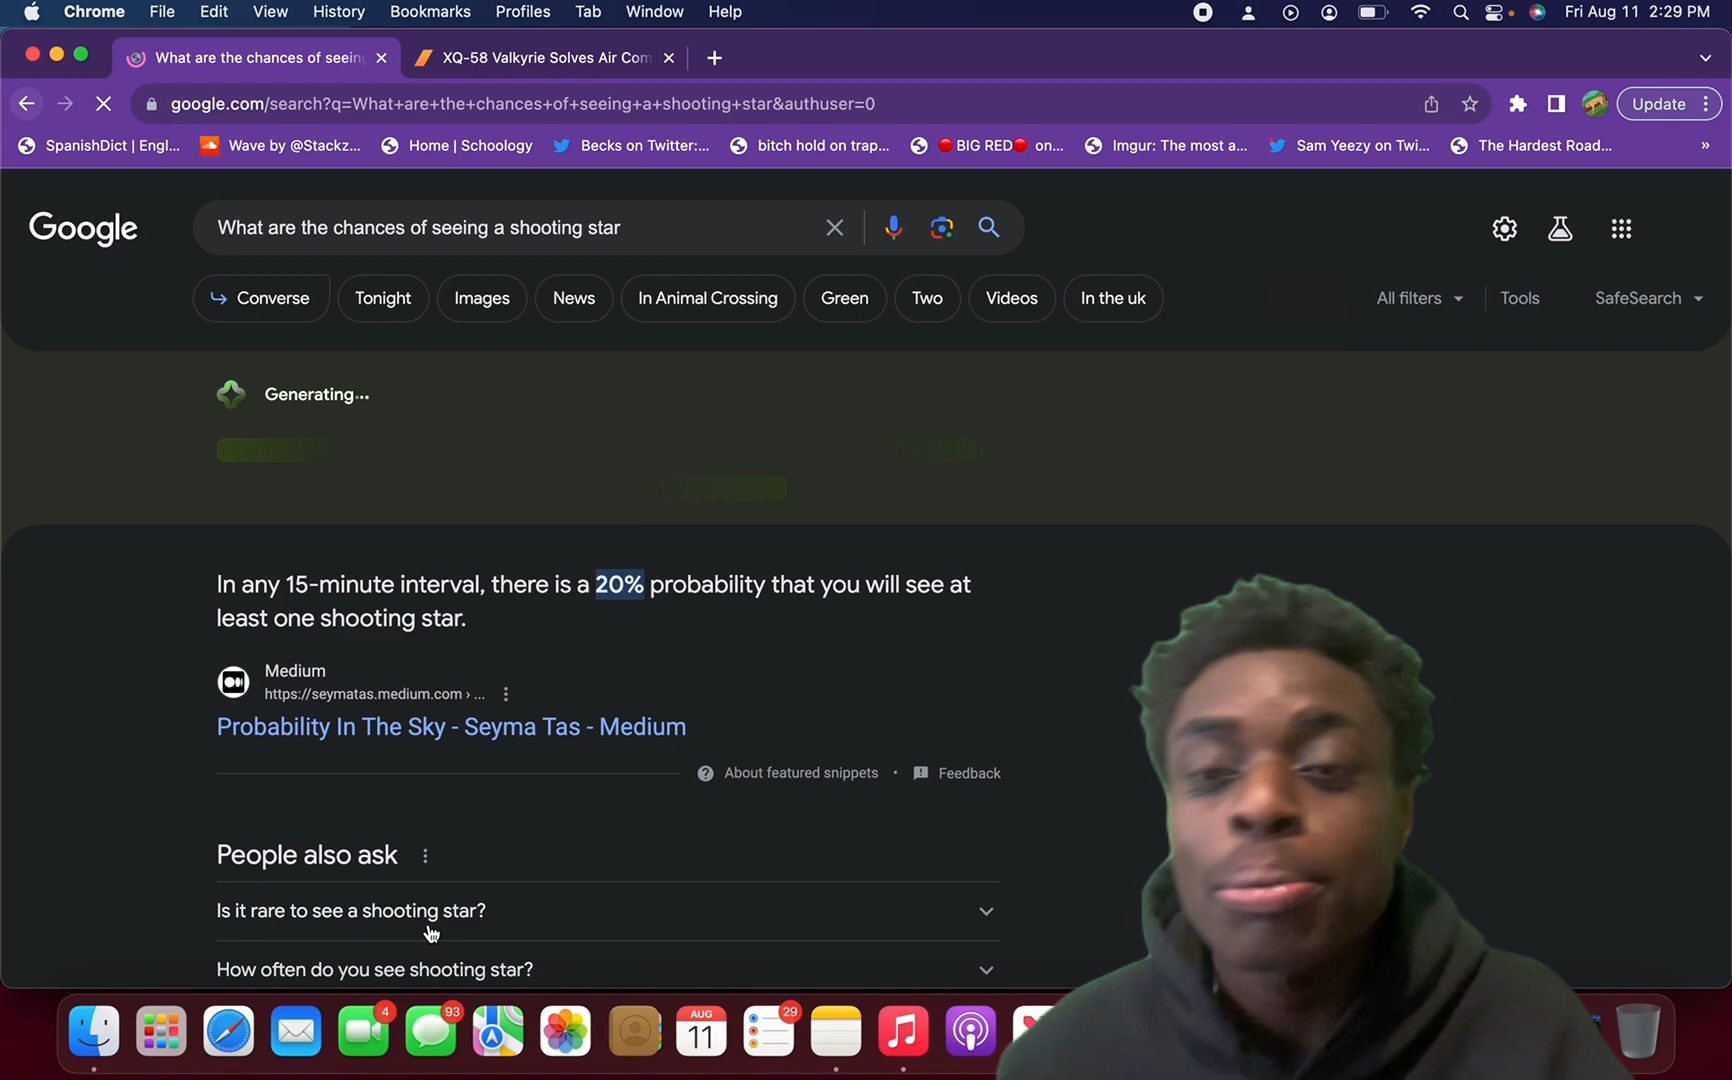 Chrome File Edit View History Bookmarks Profiles Tab Window Help Fri Aug 11 2:29 PM
What are the chances of seein XQ-58 Valkyrie Solves Air Com
google.com/search?q=What+are+the+chances+of+seeing+a+shooting+star&authuser=0 Update
SpanishDict | Engl... Wave by @Stackz... Home | Schoology Becks on Twitter:... bitch hold on trap... 🔴BIG RED🔴 on... Imgur: The most a... Sam Yeezy on Twi... The Hardest Road... »
Google What are the chances of seeing a shooting star
Converse Tonight Images News In Animal Crossing Green Two Videos In the uk All filters Tools SafeSearch
Generating...
In any 15-minute interval, there is a 20% probability that you will see at
least one shooting star.
Medium
https://seymatas.medium.com › ...
Probability In The Sky - Seyma Tas - Medium
About featured snippets • Feedback
People also ask
Is it rare to see a shooting star?
How often do you see shooting star?
4 93 AUG 29
11